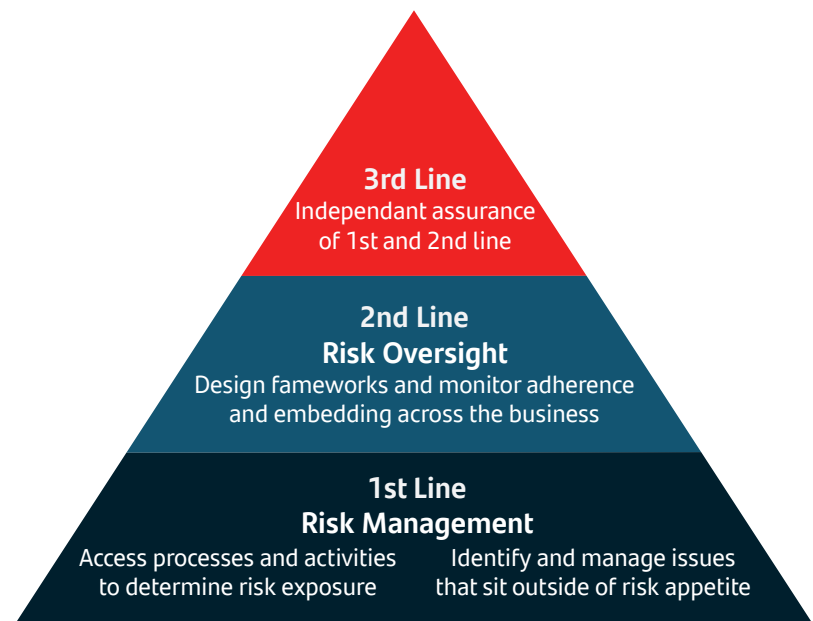 3rd Line
Independant assurance
of 1st and 2nd line
2nd Line
Risk Oversight
Design fameworks and monitor adherence
and embedding across the business
1st Line
Risk Management
Access processes and activities
to determine risk exposure
Identify and manage issues
that sit outside of risk appetite